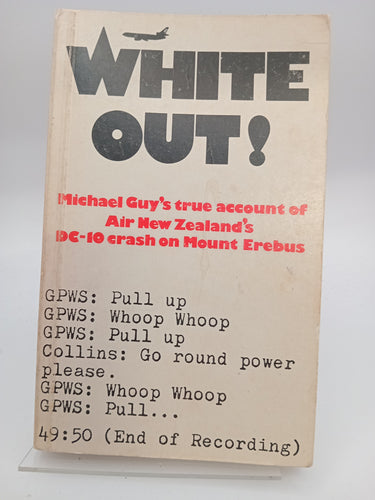 WHITE
OUT!
Michael Guy's true account of
Air New Zealand's
DC-10 crash on Mount Erebus
GPWS: Pull up
GPWS: Whoop Whoop
GPWS: Pull up
Collins: Go round power
please.
GPWS: Whoop Whoop
GPWS: Pull...
49:50 (End of Recording)